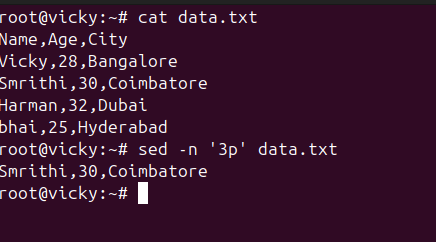 root@vicky:~# cat data.txt
Name,Age,City
Vicky,28,Bangalore
Smrithi,30,Coimbatore
Harman,32,Dubai
bhai,25,Hyderabad
root@vicky:~# sed -n '3p' data.txt
Smrithi,30,Coimbatore
root@vicky:~#